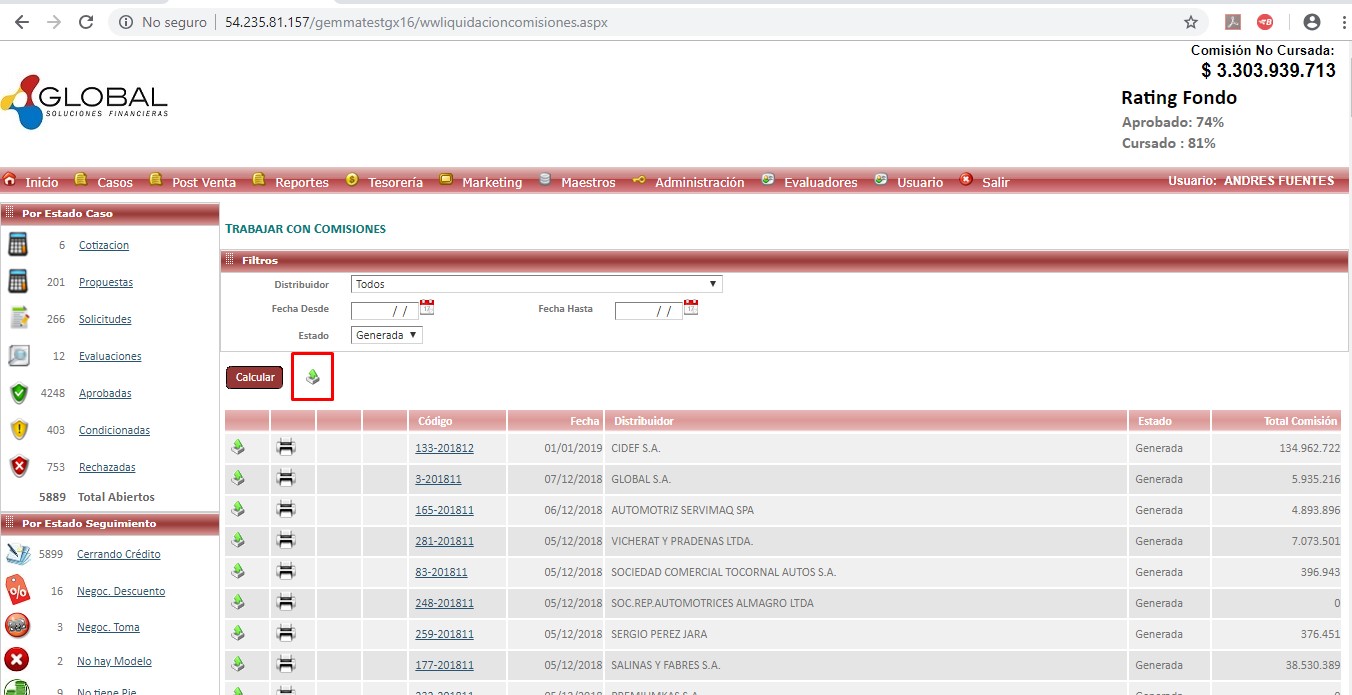 No seguro | 54.235.81.157/gemmatestgx16/wwliquidacioncomisiones.aspx
Comisión No Cursada:
$ 3.303.939.713
GLOBAL
SOLUCIONES FINANCIERAS
Rating Fondo
Aprobado: 74%
Cursado : 81%
Inicio Casos Post Venta Reportes Tesorería Marketing Maestros Administración Evaluadores Usuario Salir Usuario: ANDRES FUENTES
Por Estado Caso
6 Cotizacion
201 Propuestas
266 Solicitudes
12 Evaluaciones
4248 Aprobadas
403 Condicionadas
753 Rechazadas
5889 Total Abiertos
Por Estado Seguimiento
5899 Cerrando Crédito
16 Negoc. Descuento
3 Negoc. Toma
2 No hay Modelo
9 No tiene Pie
TRABAJAR CON COMISIONES
Filtros
Distribuidor Todos
Fecha Desde / / Fecha Hasta / /
Estado Generada
Calcular
Código Fecha Distribuidor Estado Total Comisión
133-201812 01/01/2019 CIDEF S.A. Generada 134.962.722
3-201811 07/12/2018 GLOBAL S.A. Generada 5.935.216
165-201811 06/12/2018 AUTOMOTRIZ SERVIMAQ SPA Generada 4.893.896
281-201811 05/12/2018 VICHERAT Y PRADENAS LTDA. Generada 7.073.501
83-201811 05/12/2018 SOCIEDAD COMERCIAL TOCORNAL AUTOS S.A. Generada 396.943
248-201811 05/12/2018 SOC.REP.AUTOMOTRICES ALMAGRO LTDA Generada 0
259-201811 05/12/2018 SERGIO PEREZ JARA Generada 376.451
177-201811 05/12/2018 SALINAS Y FABRES S.A. Generada 38.530.389
05/12/2018 PREMIUMKAS S.A. Generada 0